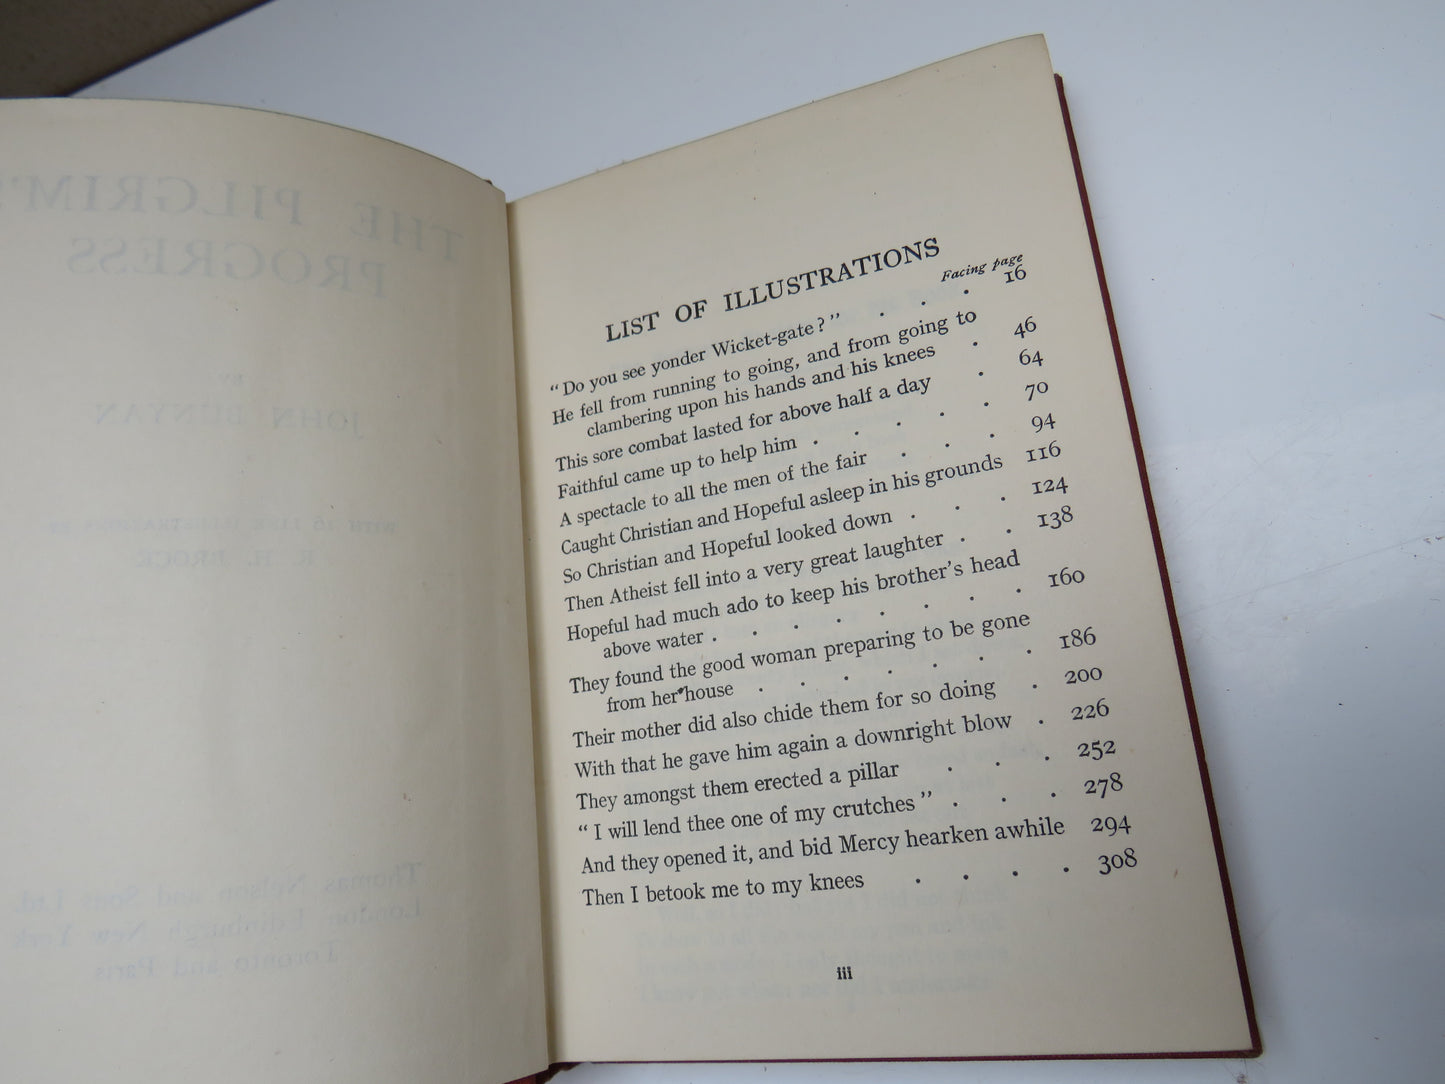 THE PILGRIM'S
PROGRESS
BY
JOHN BUNYAN
WITH 16 LINE ILLUSTRATIONS BY
R. H. BROCK
Thomas Nelson and Sons Ltd.
London Edinburgh New York
Toronto and Paris
LIST OF ILLUSTRATIONS
Facing page
“Do you see yonder Wicket-gate?” . . . 16
He fell from running to going, and from going to
clambering upon his hands and his knees . 46
This sore combat lasted for above half a day . 64
Faithful came up to help him . . . . . 70
A spectacle to all the men of the fair . . . 94
Caught Christian and Hopeful asleep in his grounds 116
So Christian and Hopeful looked down . . . 124
Then Atheist fell into a very great laughter . . 138
Hopeful had much ado to keep his brother’s head
above water . . . . . . . . 160
They found the good woman preparing to be gone
from her house . . . . . . . 186
Their mother did also chide them for so doing . 200
With that he gave him again a downright blow . 226
They amongst them erected a pillar . . . 252
“I will lend thee one of my crutches” . . . 278
And they opened it, and bid Mercy hearken awhile 294
Then I betook me to my knees . . . . 308
iii